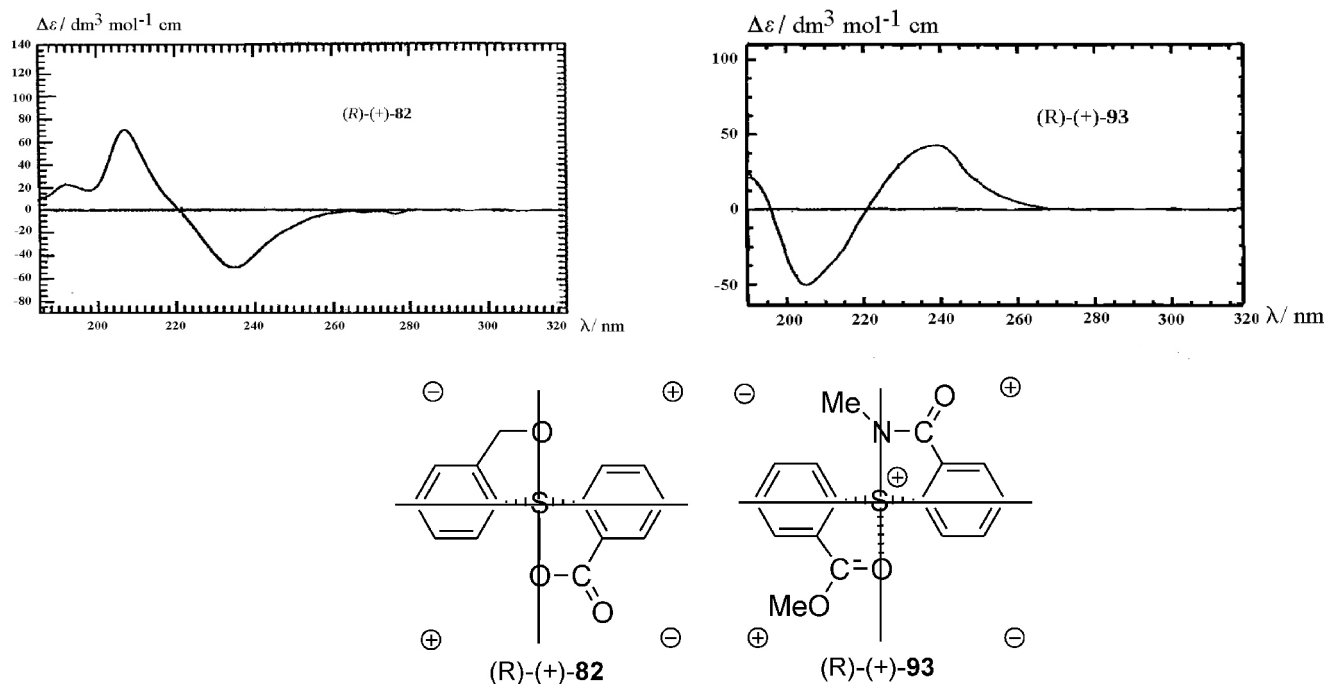 Δε/ dm³ mol⁻¹ cm
140
120
100
80
60
40
20
0
-20
-40
-60
-80
(R)-(+)-82
200 220 240 260 280 300 320 λ/ nm
Δε/ dm³ mol⁻¹ cm
100
50
0
-50
(R)-(+)-93
200 220 240 260 280 300 320 λ/ nm
⊖ ⊕
O
S
O C
O
⊕ ⊖
(R)-(+)-82
⊖ ⊕
Me O
N C
⊕
S
C O
MeO
⊕ ⊖
(R)-(+)-93